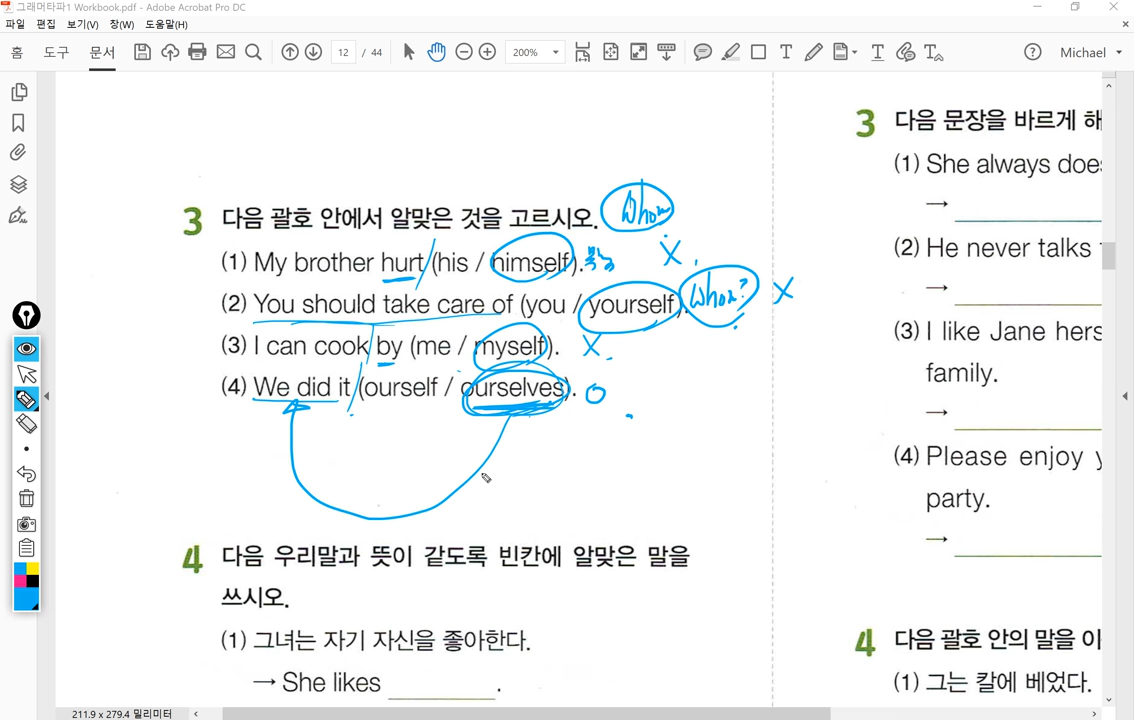 그래머타파1 Workbook.pdf - Adobe Acrobat Pro DC
파일 편집 보기(V) 창(W) 도움말(H)
홈 도구 문서 12 / 44 200% Michael
3 다음 괄호 안에서 알맞은 것을 고르시오. Whom
(1) My brother hurt / (his / himself). X
(2) You should take care of (you / yourself). Whom? X
(3) I can cook by (me / myself). X
(4) We did it (ourself / ourselves). O
4 다음 우리말과 뜻이 같도록 빈칸에 알맞은 말을
쓰시오.
(1) 그녀는 자기 자신을 좋아한다.
→ She likes ________.
3 다음 문장을 바르게 해
(1) She always does
→
(2) He never talks
→
(3) I like Jane hers
family.
→
(4) Please enjoy y
party.
→
4 다음 괄호 안의 말을 이
(1) 그는 칼에 베었다.
211.9 x 279.4 밀리미터